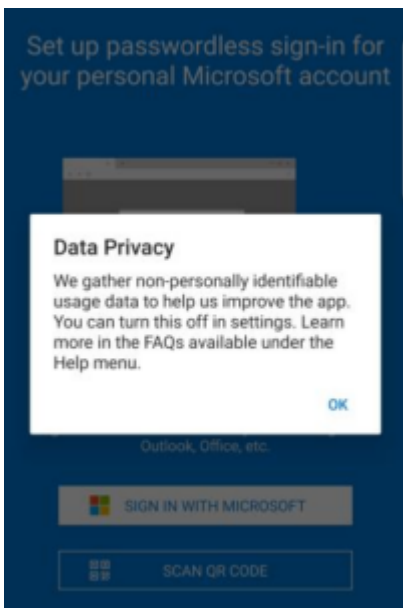 Set up passwordless sign-in for
your personal Microsoft account
Data Privacy
We gather non-personally identifiable
usage data to help us improve the app.
You can turn this off in settings. Learn
more in the FAQs available under the
Help menu.
OK
Outlook, Office, etc.
SIGN IN WITH MICROSOFT
SCAN QR CODE